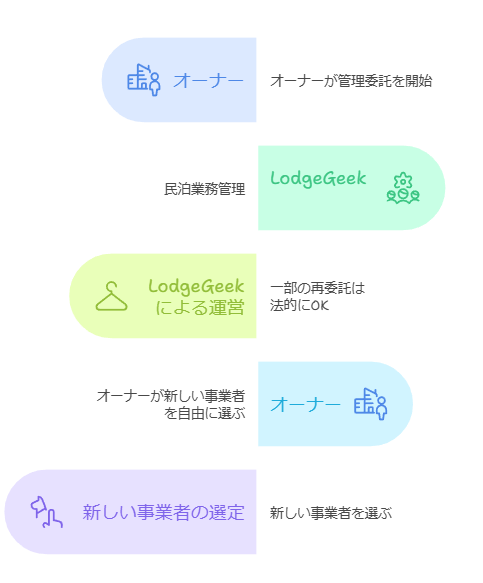 オーナー
オーナーが管理委託を開始
LodgeGeek
民泊業務管理
LodgeGeek
による運営
一部の再委託は
法的にOK
オーナーが新しい事業者
を自由に選ぶ
オーナー
新しい事業者の選定
新しい事業者を選ぶ